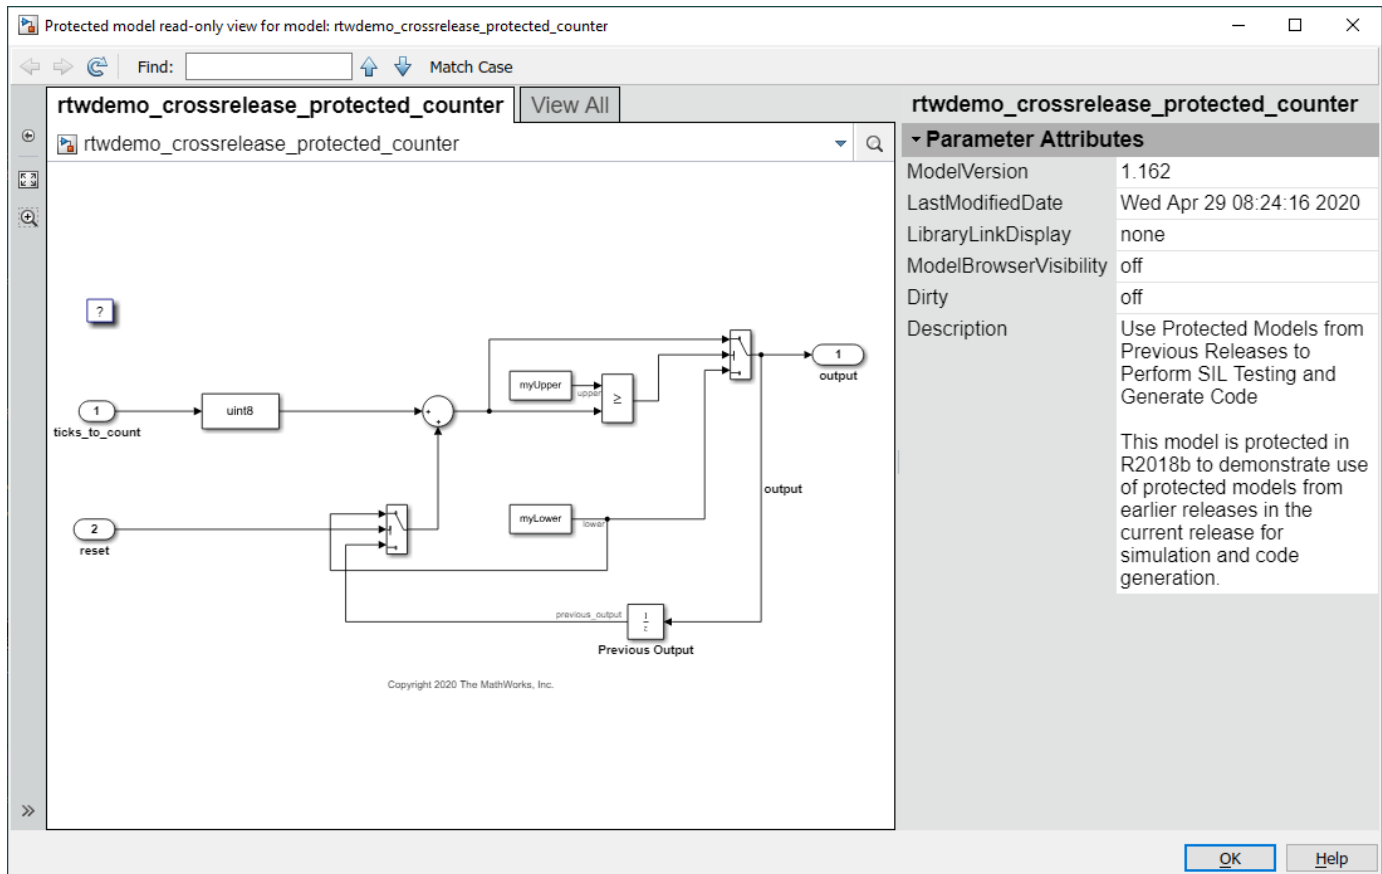 Protected model read-only view for model: rtwdemo_crossrelease_protected_counter
Find:
Match Case
rtwdemo_crossrelease_protected_counter
View All
rtwdemo_crossrelease_protected_counter
?
1
ticks_to_count
uint8
+
+
myUpper
upper
≥
1
output
output
2
reset
myLower
lower
previous_output
1
z
Previous Output
Copyright 2020 The MathWorks, Inc.
rtwdemo_crossrelease_protected_counter
Parameter Attributes
ModelVersion 1.162
LastModifiedDate Wed Apr 29 08:24:16 2020
LibraryLinkDisplay none
ModelBrowserVisibility off
Dirty off
Description Use Protected Models from
Previous Releases to
Perform SIL Testing and
Generate Code
This model is protected in
R2018b to demonstrate use
of protected models from
earlier releases in the
current release for
simulation and code
generation.
OK
Help